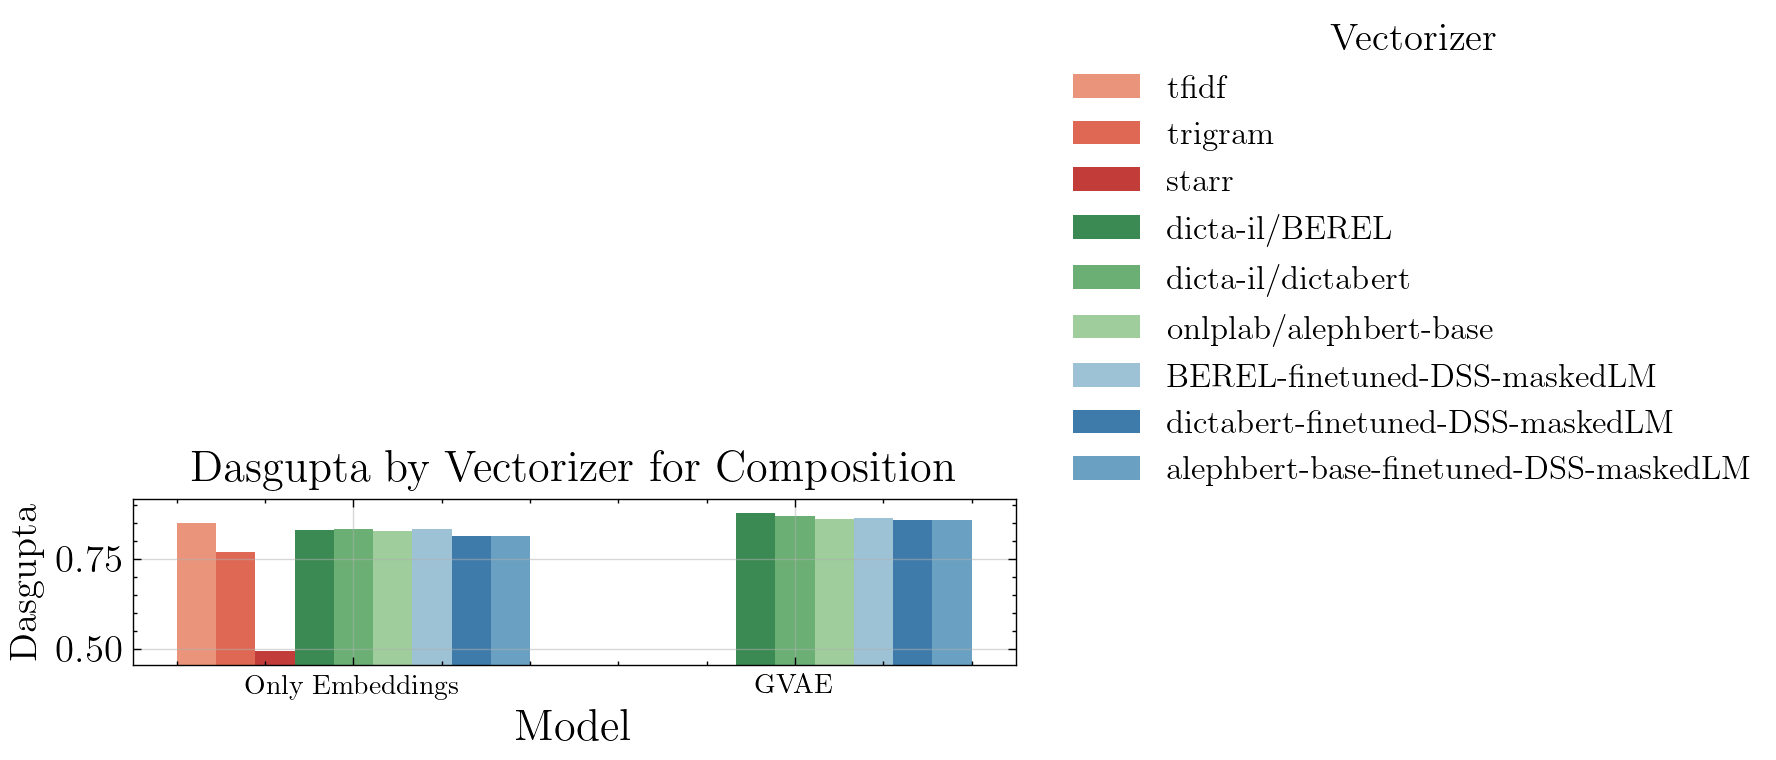 Vectorizer
tfidf
trigram
starr
dicta-il/BEREL
dicta-il/dictabert
onlplab/alephbert-base
BEREL-finetuned-DSS-maskedLM
dictabert-finetuned-DSS-maskedLM
alephbert-base-finetuned-DSS-maskedLM
Dasgupta by Vectorizer for Composition
Dasgupta
0.75
0.50
Only Embeddings
GVAE
Model